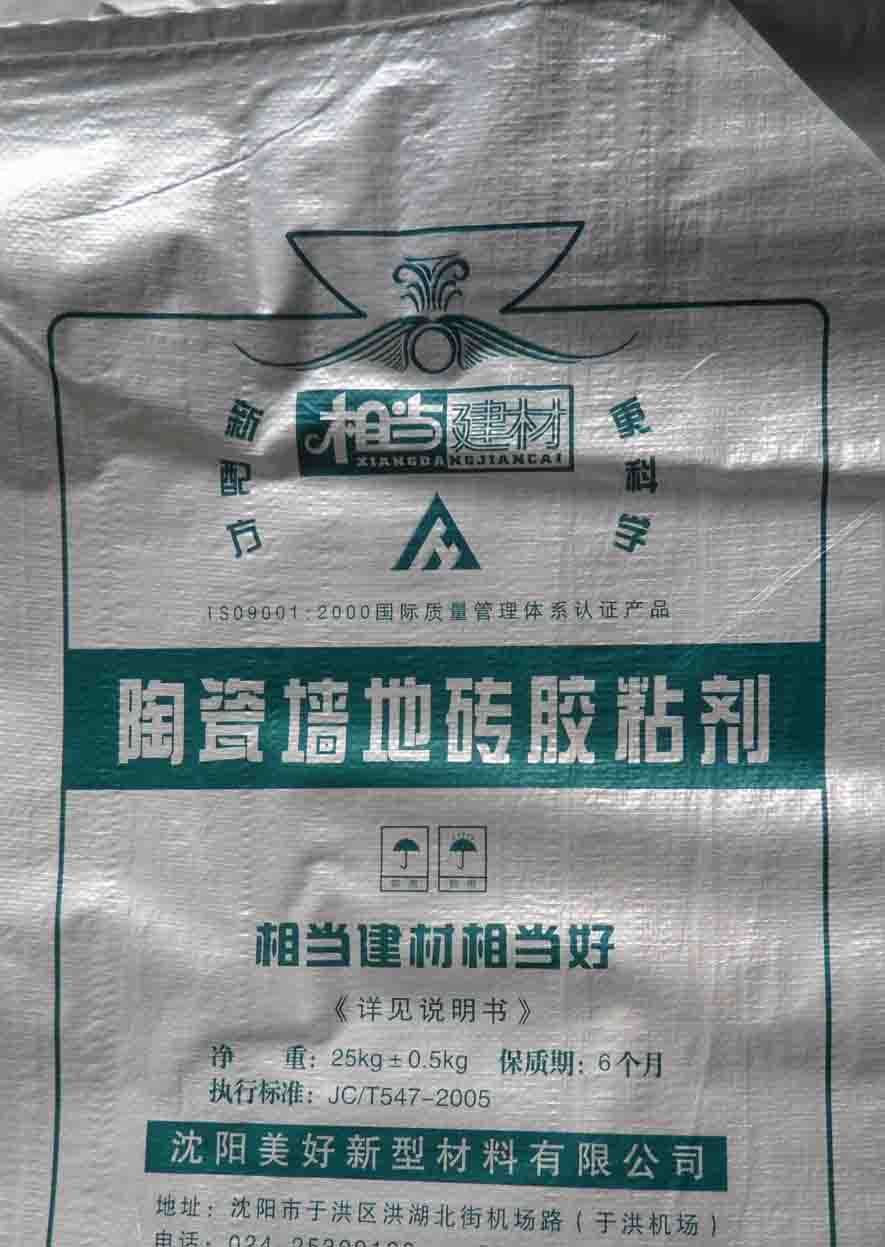 相当建材
XIANGDANGJIANCAI
新配方
更科学
ISO9001:2000国际质量管理体系认证产品
陶瓷墙地砖胶粘剂
相当建材相当好
《详见说明书》
净 重: 25kg±0.5kg 保质期: 6个月
执行标准: JC/T547-2005
沈阳美好新型材料有限公司
地址: 沈阳市于洪区洪湖北街机场路(于洪机场)
电话: 024-